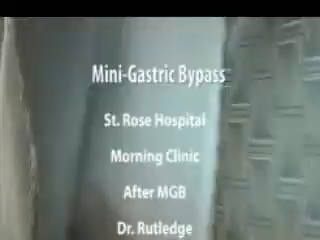 Mini-Gastric Bypass
St. Rose Hospital
Morning Clinic
After MGB
Dr. Rutledge